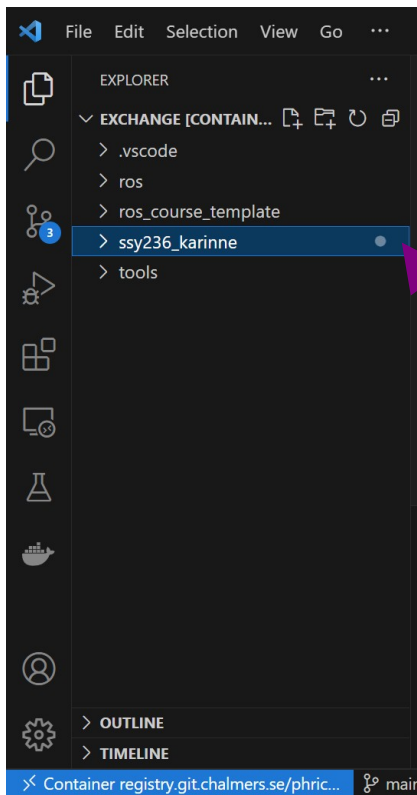 File Edit Selection View Go ...
EXPLORER ...
EXCHANGE [CONTAIN...
.vscode
ros
ros_course_template
3
ssy236_karinne
tools
OUTLINE
TIMELINE
Container registry.git.chalmers.se/phric... main